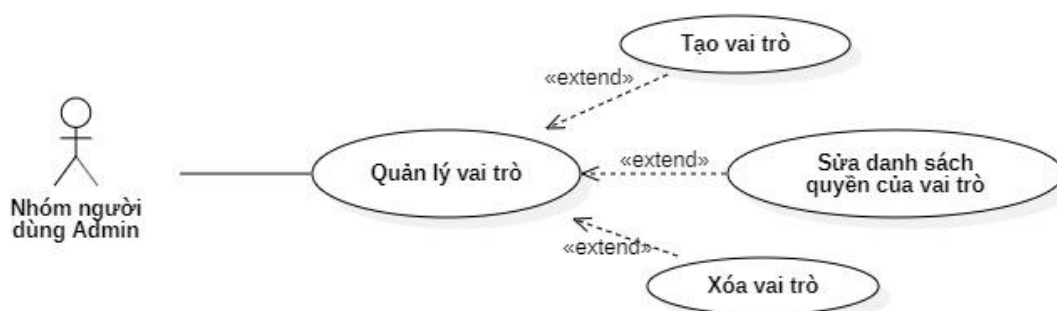 Tạo vai trò
«extend»
Quản lý vai trò
«extend»
Sửa danh sách
quyền của vai trò
Nhóm người
dùng Admin
«extend»
Xóa vai trò